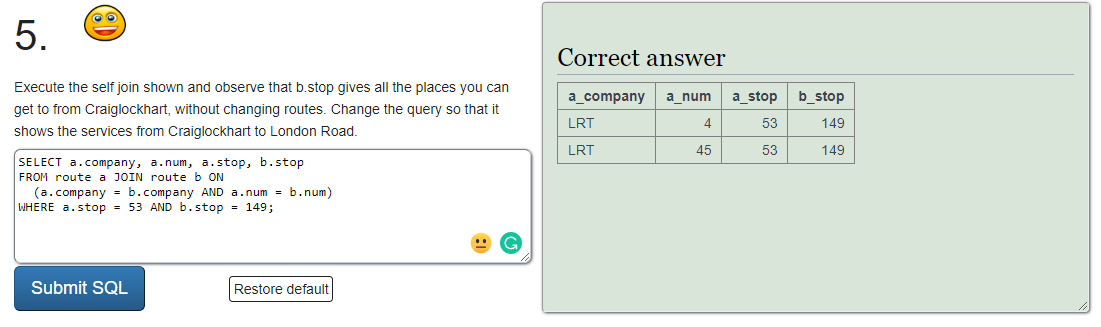 5.
Execute the self join shown and observe that b.stop gives all the places you can
get to from Craiglockhart, without changing routes. Change the query so that it
shows the services from Craiglockhart to London Road.
SELECT a.company, a.num, a.stop, b.stop
FROM route a JOIN route b ON
(a.company = b.company AND a.num = b.num)
WHERE a.stop = 53 AND b.stop = 149;
Submit SQL
Restore default
Correct answer
a_company a_num a_stop b_stop
LRT 4 53 149
LRT 45 53 149